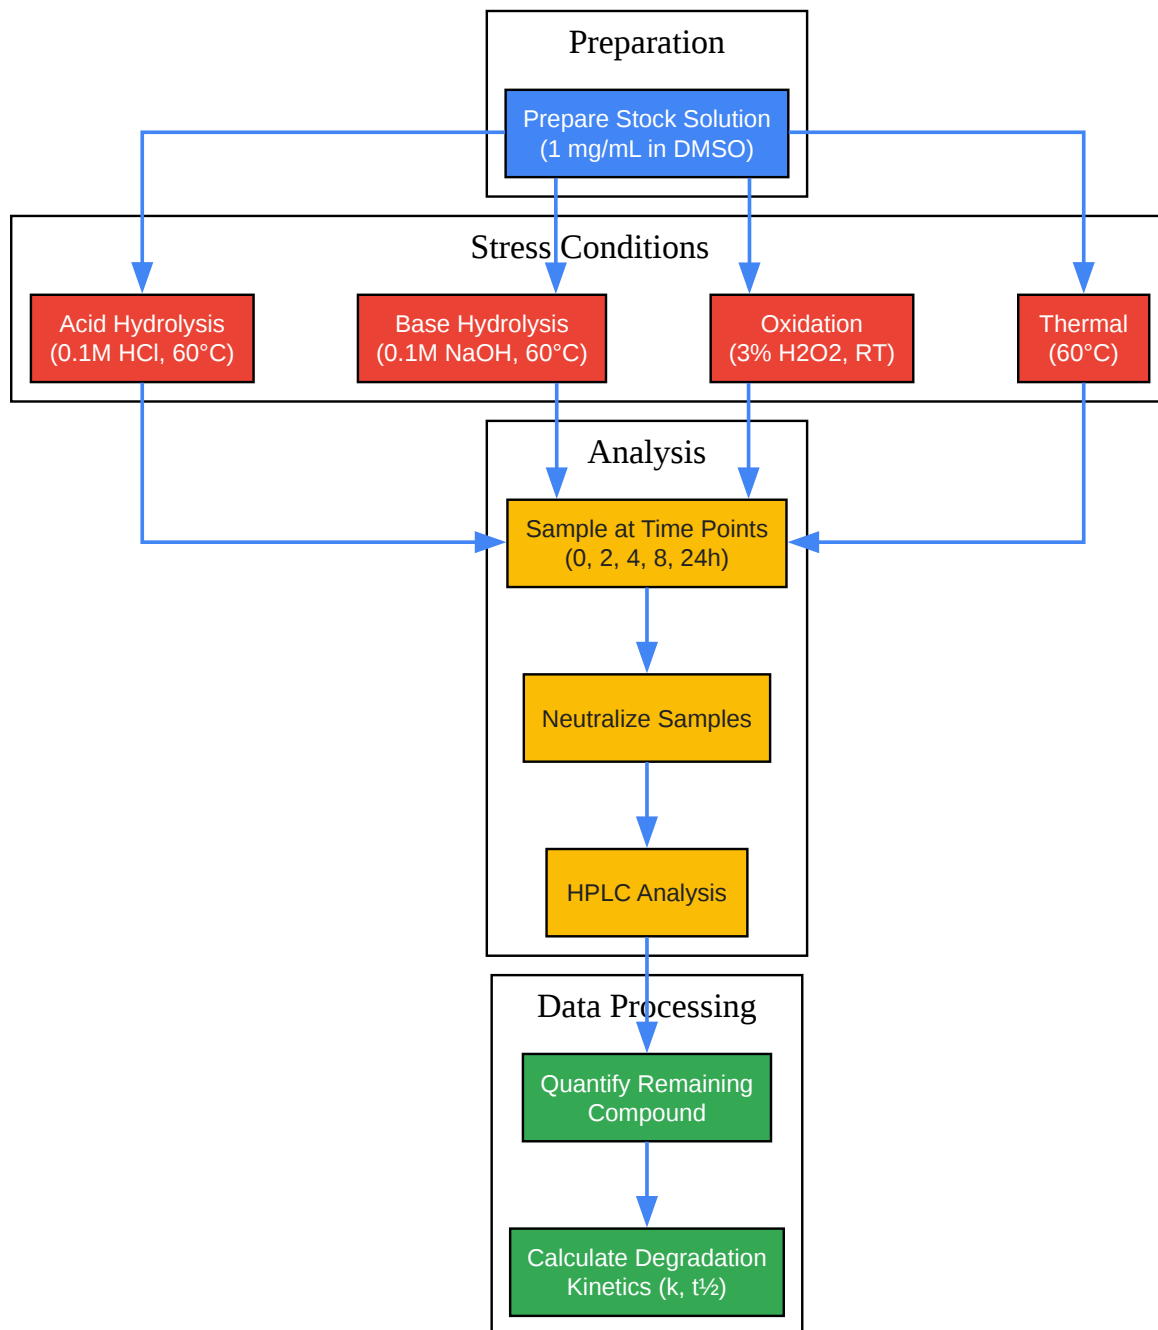 Preparation
Prepare Stock Solution
(1 mg/mL in DMSO)
Stress Conditions
Acid Hydrolysis
(0.1M HCl, 60°C)
Base Hydrolysis
(0.1M NaOH, 60°C)
Oxidation
(3% H2O2, RT)
Thermal
(60°C)
Analysis
Sample at Time Points
(0, 2, 4, 8, 24h)
Neutralize Samples
HPLC Analysis
Data Processing
Quantify Remaining
Compound
Calculate Degradation
Kinetics (k, t½)